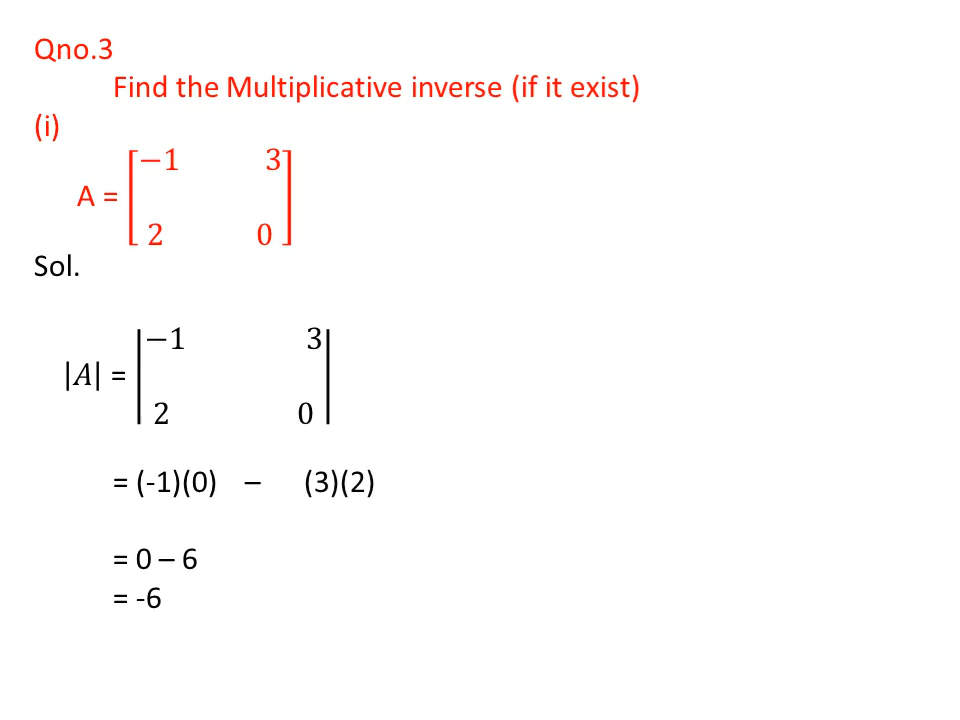 Qno.3
Find the Multiplicative inverse (if it exist)
(i)
A = [−1 3
2 0]
Sol.
|A| = |−1 3
2 0|
= (-1)(0) – (3)(2)
= 0 – 6
= -6